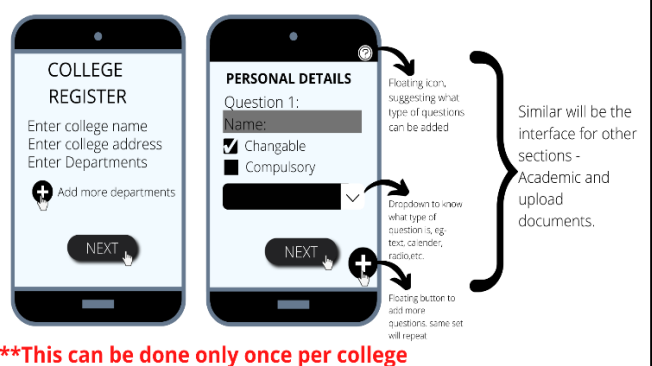 COLLEGE
REGISTER
Enter college name
Enter college address
Enter Departments
Add more departments
NEXT
?
PERSONAL DETAILS
Question 1:
Name:
Changable
Compulsory
NEXT
Floating icon,
suggesting what
type of questions
can be added
Dropdown to know
what type of
question is, eg-
text, calender,
radio,etc.
Floating button to
add more
questions, same set
will repeat
Similar will be the
interface for other
sections -
Academic and
upload
documents.
**This can be done only once per college